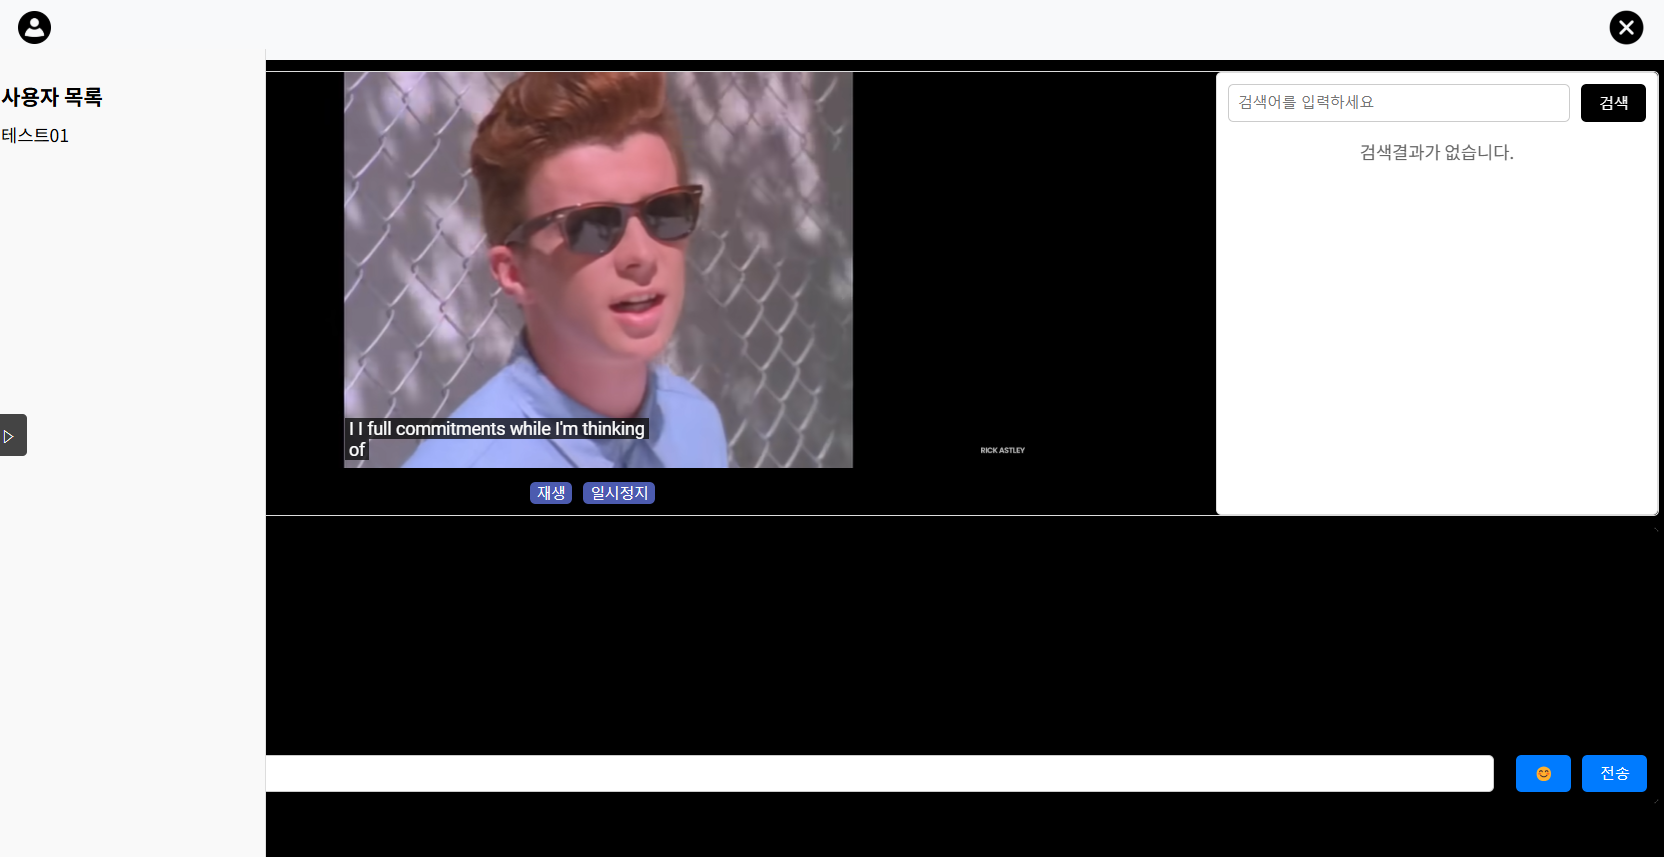 사용자 목록
테스트01
I I full commitments while I'm thinking
of
RICK ASTLEY
재생
일시정지
검색어를 입력하세요
검색
검색결과가 없습니다.
전송